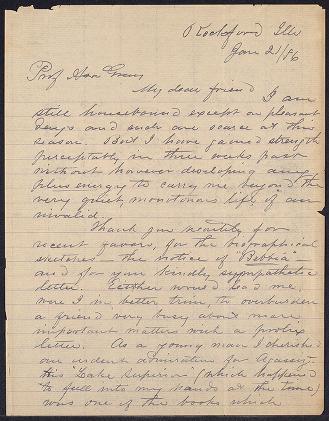 Rockford Ills
Jan 21/86
Prof Asa Gray
My dear friend I am
still housebound except on pleasant
days and such are scarce at this
season. But I have gained strength
perceptably in three weeks past
without however developing any
plus energy to carry me beyond the
very quiet, monotonous life of an
invalid.
Thank you heartily for
recent favors, for the biographical
sketches – the notice of "Bebbia" –
and for your kindly sympathetic
letter. Either would lead me,
were I in better trim, to overburden
a friend very busy about more
important matters with a prolix
letter. As a young man I cherished
an ardent admiration for Agassiz –
His "Lake Superior" (which happened
to fall into my hands at the time)
was one of the books which